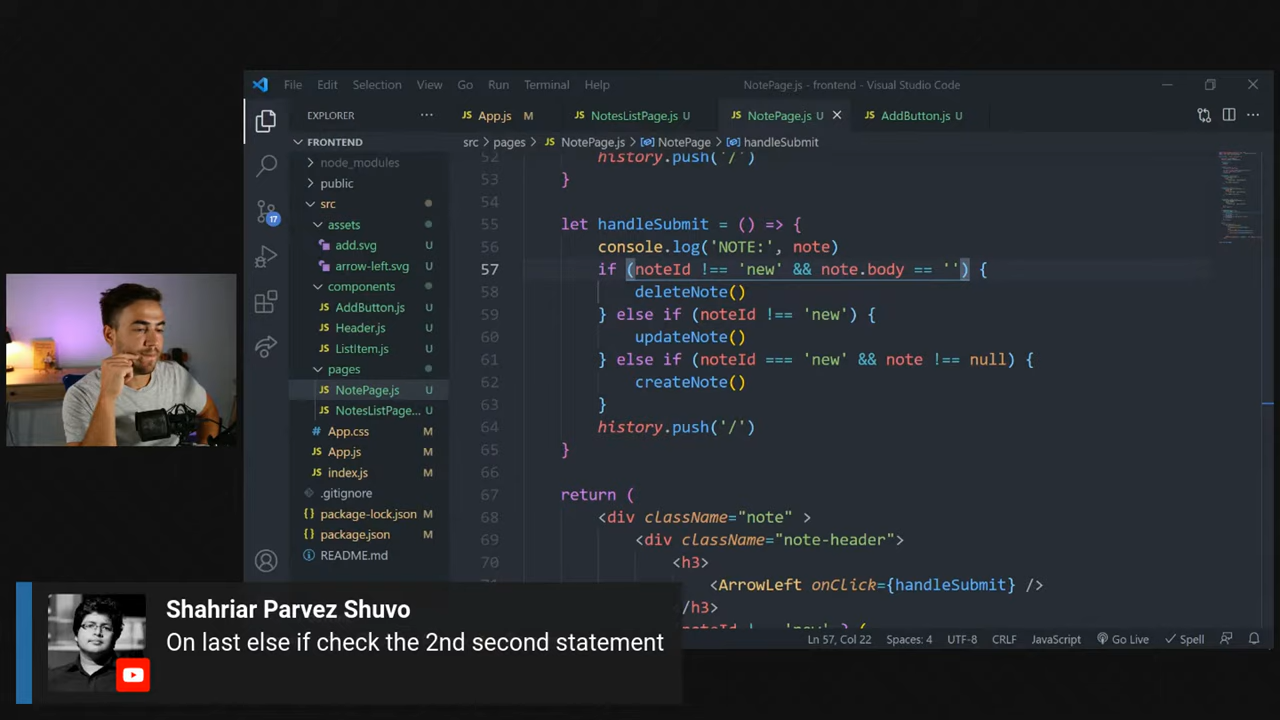 File Edit Selection View Go Run Terminal Help
NotePage.js - frontend - Visual Studio Code
EXPLORER
FRONTEND
node_modules
public
src
assets
add.svg U
arrow-left.svg U
components
AddButton.js U
Header.js U
ListItem.js U
pages
NotePage.js U
NotesListPage... U
App.css M
App.js M
index.js M
.gitignore
package-lock.json M
package.json M
README.md
17
JS App.js M
JS NotesListPage.js U
JS NotePage.js U
JS AddButton.js U
src > pages > JS NotePage.js > NotePage > handleSubmit
52 history.push('/')
53 }
54
55 let handleSubmit = () => {
56 console.log('NOTE:', note)
57 if (noteId !== 'new' && note.body == '') {
58 deleteNote()
59 } else if (noteId !== 'new') {
60 updateNote()
61 } else if (noteId === 'new' && note !== null) {
62 createNote()
63 }
64 history.push('/')
65 }
66
67 return (
68 <div className="note" >
69 <div className="note-header">
70 <h3>
<ArrowLeft onClick={handleSubmit} />
/h3>
Ln 57, Col 22 Spaces: 4 UTF-8 CRLF JavaScript Go Live Spell
Shahriar Parvez Shuvo
On last else if check the 2nd second statement